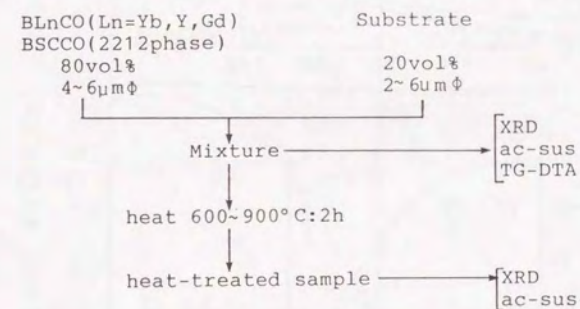 BLnCO(Ln=Yb,Y,Gd)
BSCCO(2212phase)
80vol%
4~6μmΦ
Substrate
20vol%
2~6umΦ
Mixture
XRD
ac-sus
TG-DTA
heat 600~900°C:2h
heat-treated sample
XRD
ac-sus